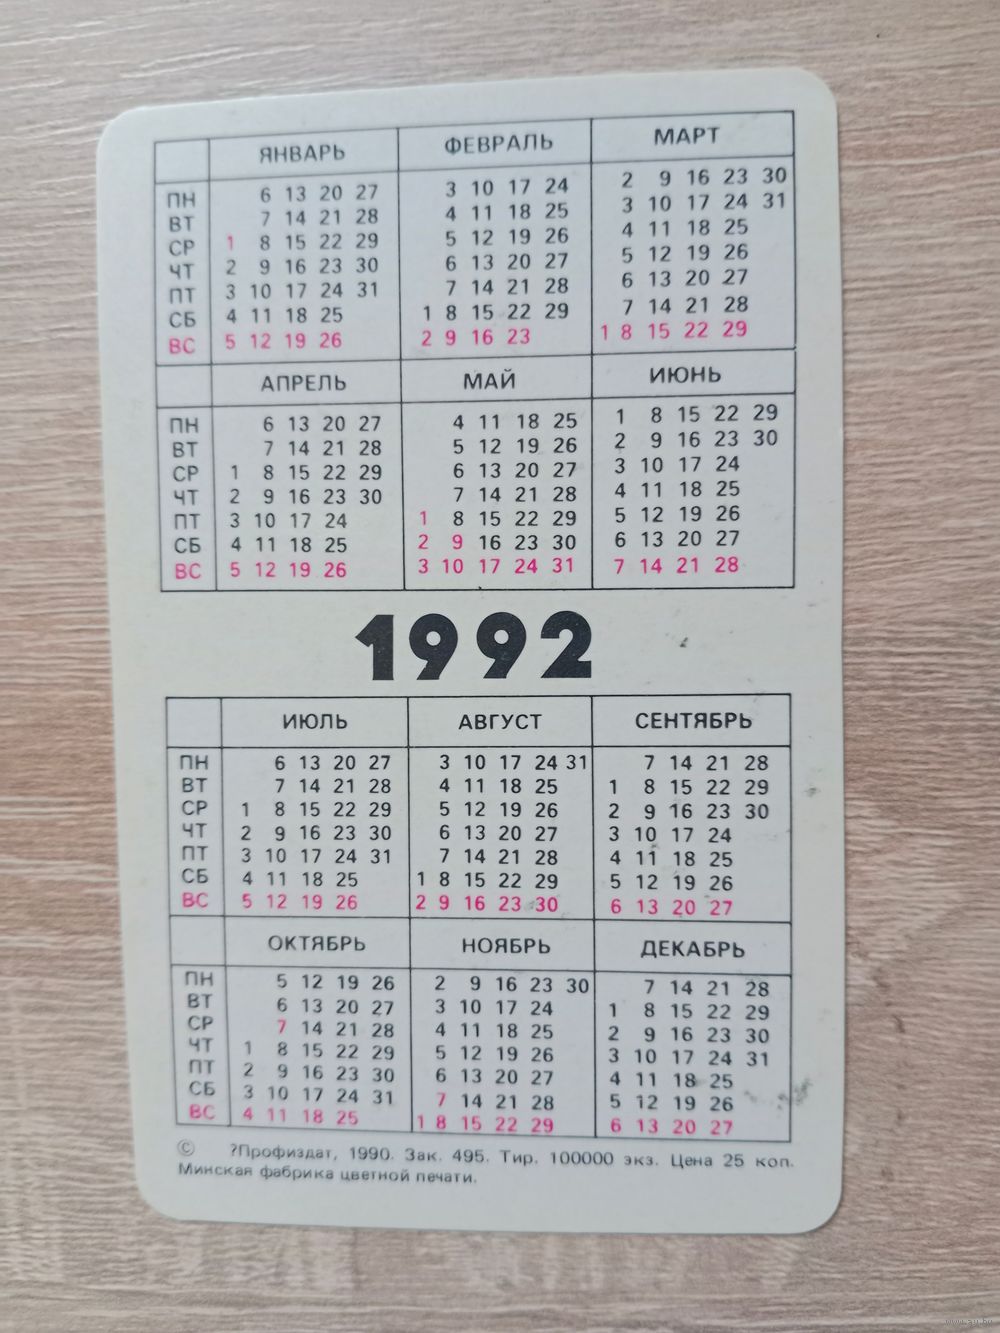 ЯНВАРЬ ФЕВРАЛЬ МАРТ
ПН 6 13 20 27 3 10 17 24 2 9 16 23 30
ВТ 7 14 21 28 4 11 18 25 3 10 17 24 31
СР 1 8 15 22 29 5 12 19 26 4 11 18 25
ЧТ 2 9 16 23 30 6 13 20 27 5 12 19 26
ПТ 3 10 17 24 31 7 14 21 28 6 13 20 27
СБ 4 11 18 25 1 8 15 22 29 7 14 21 28
ВС 5 12 19 26 2 9 16 23 1 8 15 22 29
АПРЕЛЬ МАЙ ИЮНЬ
ПН 6 13 20 27 4 11 18 25 1 8 15 22 29
ВТ 7 14 21 28 5 12 19 26 2 9 16 23 30
СР 1 8 15 22 29 6 13 20 27 3 10 17 24
ЧТ 2 9 16 23 30 7 14 21 28 4 11 18 25
ПТ 3 10 17 24 1 8 15 22 29 5 12 19 26
СБ 4 11 18 25 2 9 16 23 30 6 13 20 27
ВС 5 12 19 26 3 10 17 24 31 7 14 21 28
1992
ИЮЛЬ АВГУСТ СЕНТЯБРЬ
ПН 6 13 20 27 3 10 17 24 31 7 14 21 28
ВТ 7 14 21 28 4 11 18 25 1 8 15 22 29
СР 1 8 15 22 29 5 12 19 26 2 9 16 23 30
ЧТ 2 9 16 23 30 6 13 20 27 3 10 17 24
ПТ 3 10 17 24 31 7 14 21 28 4 11 18 25
СБ 4 11 18 25 1 8 15 22 29 5 12 19 26
ВС 5 12 19 26 2 9 16 23 30 6 13 20 27
ОКТЯБРЬ НОЯБРЬ ДЕКАБРЬ
ПН 5 12 19 26 2 9 16 23 30 7 14 21 28
ВТ 6 13 20 27 3 10 17 24 1 8 15 22 29
СР 7 14 21 28 4 11 18 25 2 9 16 23 30
ЧТ 1 8 15 22 29 5 12 19 26 3 10 17 24 31
ПТ 2 9 16 23 30 6 13 20 27 4 11 18 25
СБ 3 10 17 24 31 7 14 21 28 5 12 19 26
ВС 4 11 18 25 1 8 15 22 29 6 13 20 27
© ?Профиздат, 1990. Зак. 495. Тир. 100000 экз. Цена 25 коп.
Минская фабрика цветной печати.